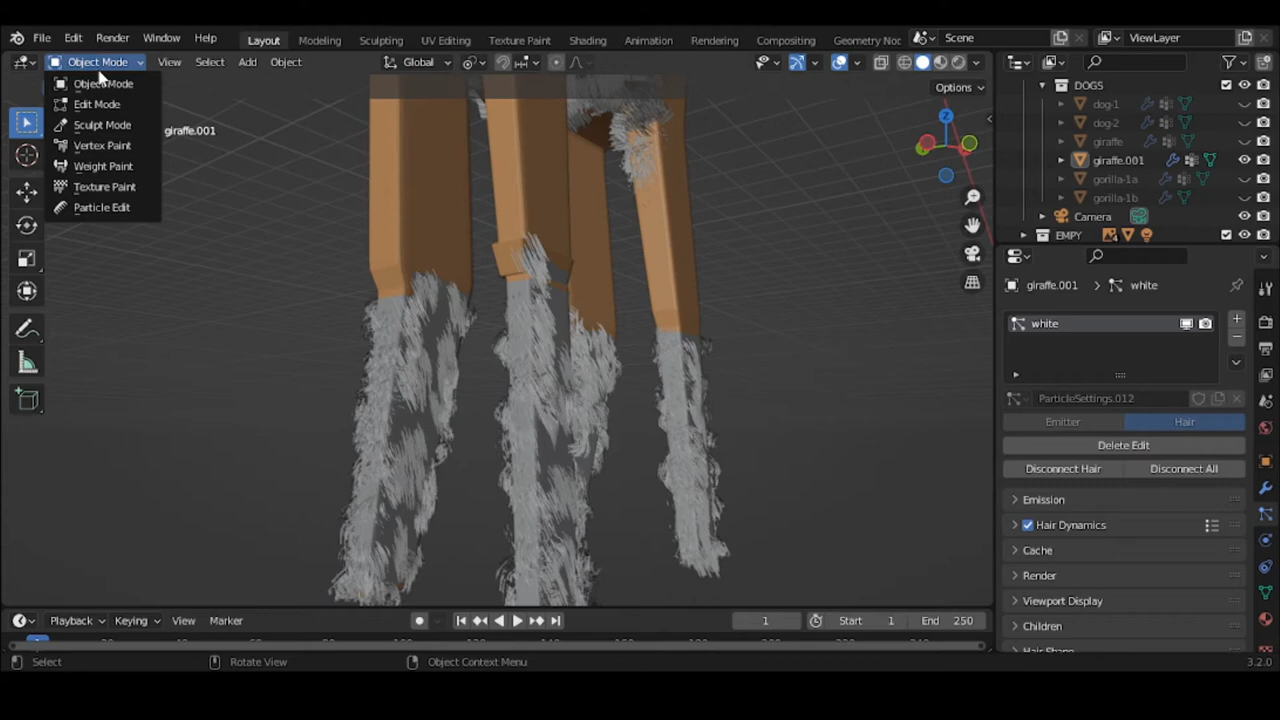 File Edit Render Window Help Layout Modeling Sculpting UV Editing Texture Paint Shading Animation Rendering Compositing Geometry Noc Scene ViewLayer
Object Mode View Select Add Object Global
Options
Object Mode
Edit Mode
Sculpt Mode
Vertex Paint
Weight Paint
Texture Paint
Particle Edit
giraffe.001
Z
DOGS
dog-1
dog-2
giraffe
giraffe.001
gorilla-1a
gorilla-1b
Camera
EMPY
giraffe.001 white
white
ParticleSettings.012
Emitter Hair
Delete Edit
Disconnect Hair Disconnect All
Emission
Hair Dynamics
Cache
Render
Viewport Display
Children
Playback Keying View Marker 1 Start 1 End 250
Select Rotate View Object Context Menu 3.2.0